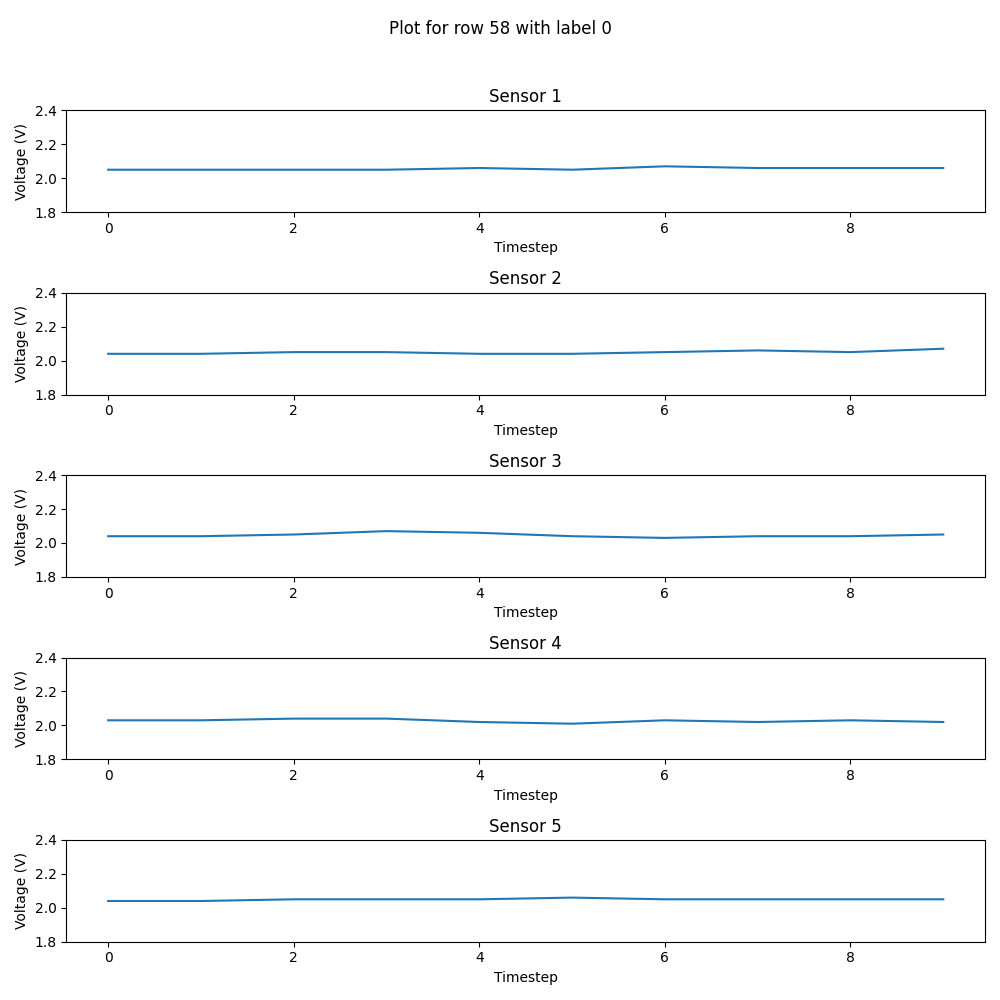 Plot for row 58 with label 0
Sensor 1
2.4
2.2
2.0
1.8
Voltage (V)
0 2 4 6 8
Timestep
Sensor 2
2.4
2.2
2.0
1.8
Voltage (V)
0 2 4 6 8
Timestep
Sensor 3
2.4
2.2
2.0
1.8
Voltage (V)
0 2 4 6 8
Timestep
Sensor 4
2.4
2.2
2.0
1.8
Voltage (V)
0 2 4 6 8
Timestep
Sensor 5
2.4
2.2
2.0
1.8
Voltage (V)
0 2 4 6 8
Timestep